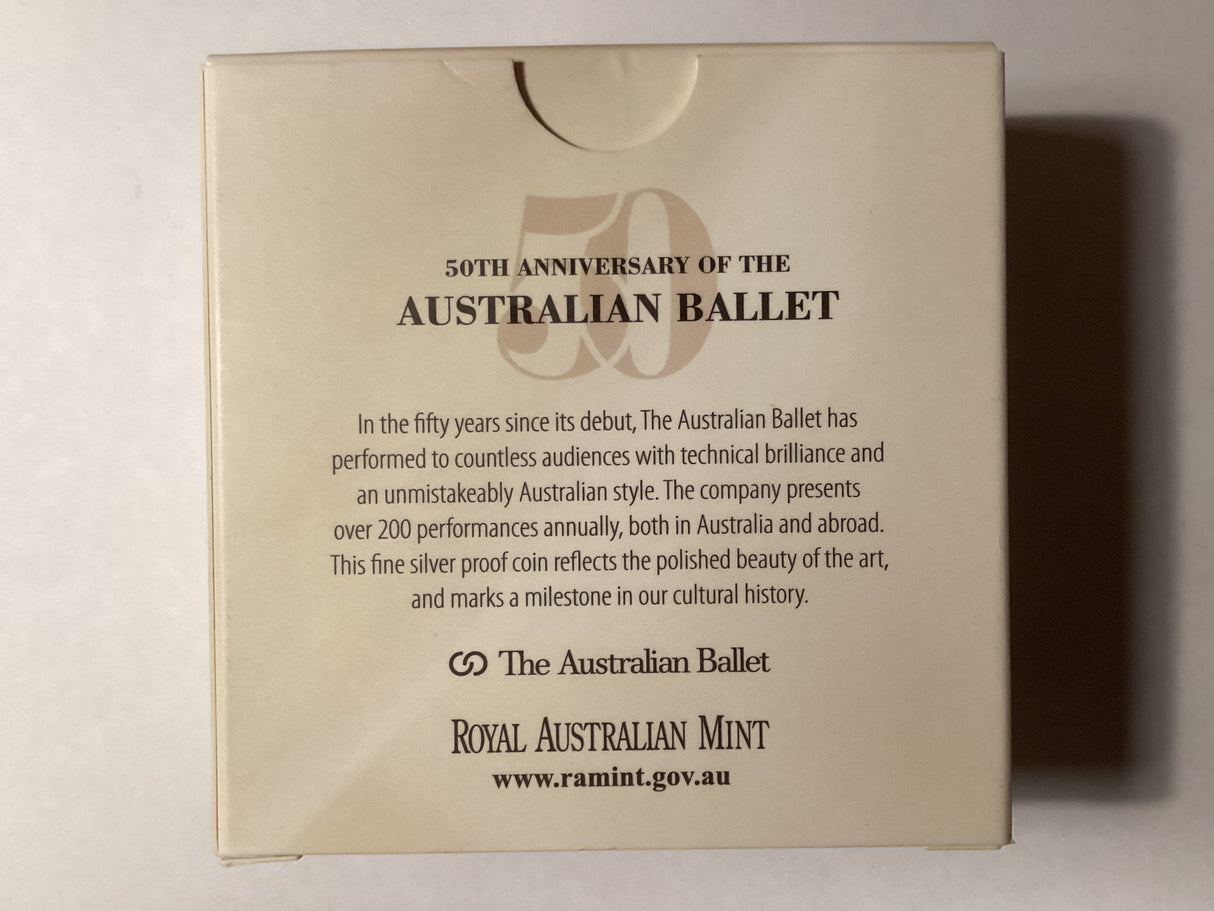 50
50TH ANNIVERSARY OF THE
AUSTRALIAN BALLET
In the fifty years since its debut, The Australian Ballet has
performed to countless audiences with technical brilliance and
an unmistakeably Australian style. The company presents
over 200 performances annually, both in Australia and abroad.
This fine silver proof coin reflects the polished beauty of the art,
and marks a milestone in our cultural history.
The Australian Ballet
ROYAL AUSTRALIAN MINT
www.ramint.gov.au